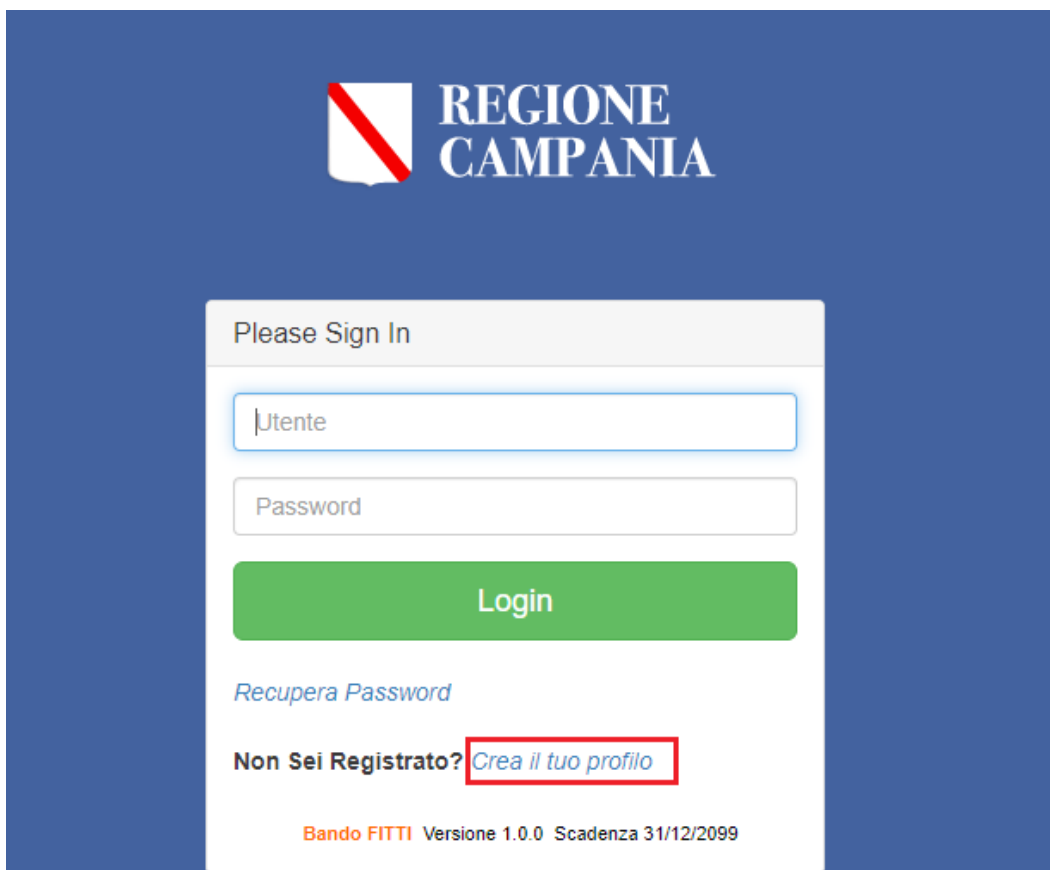 REGIONE
CAMPANIA
Please Sign In
Utente
Password
Login
Recupera Password
Non Sei Registrato? Crea il tuo profilo
Bando FITTI Versione 1.0.0 Scadenza 31/12/2099